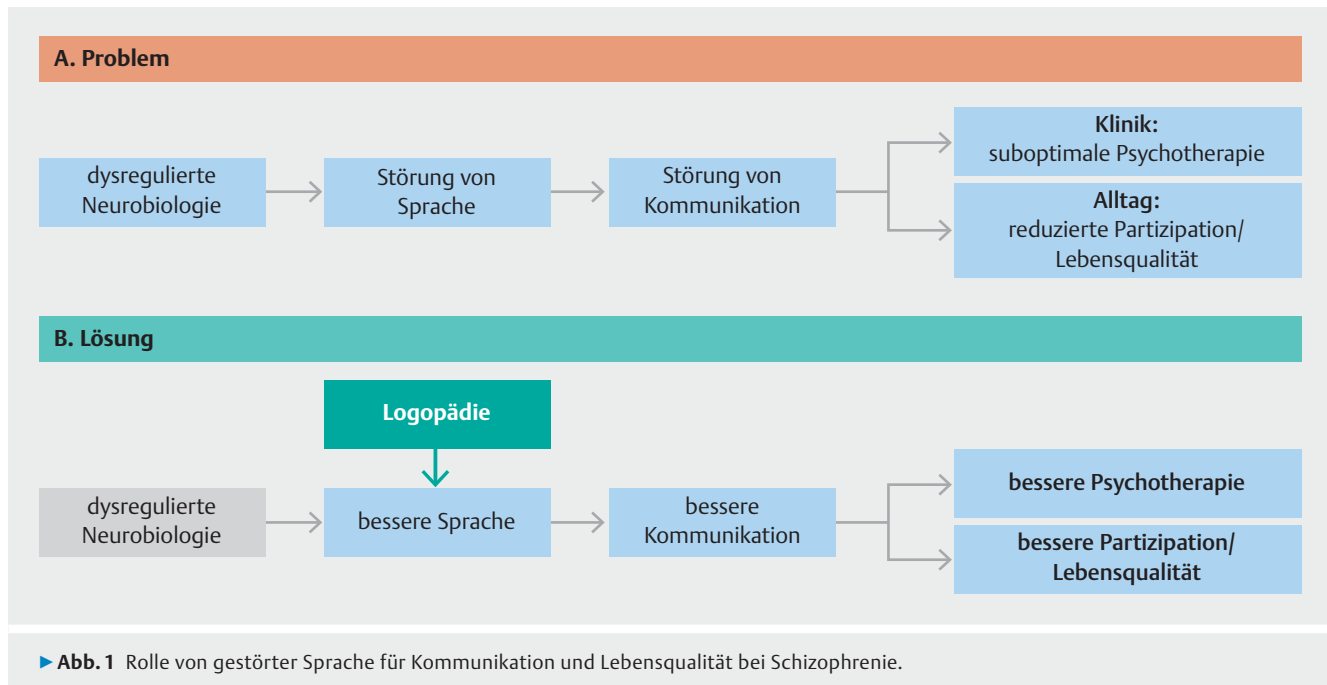 A. Problem
dysregulierte
Neurobiologie
Störung von
Sprache
Störung von
Kommunikation
Klinik:
suboptimale Psychotherapie
Alltag:
reduzierte Partizipation/
Lebensqualität
B. Lösung
Logopädie
dysregulierte
Neurobiologie
bessere Sprache
bessere
Kommunikation
bessere Psychotherapie
bessere Partizipation/
Lebensqualität
▶ Abb. 1 Rolle von gestörter Sprache für Kommunikation und Lebensqualität bei Schizophrenie.